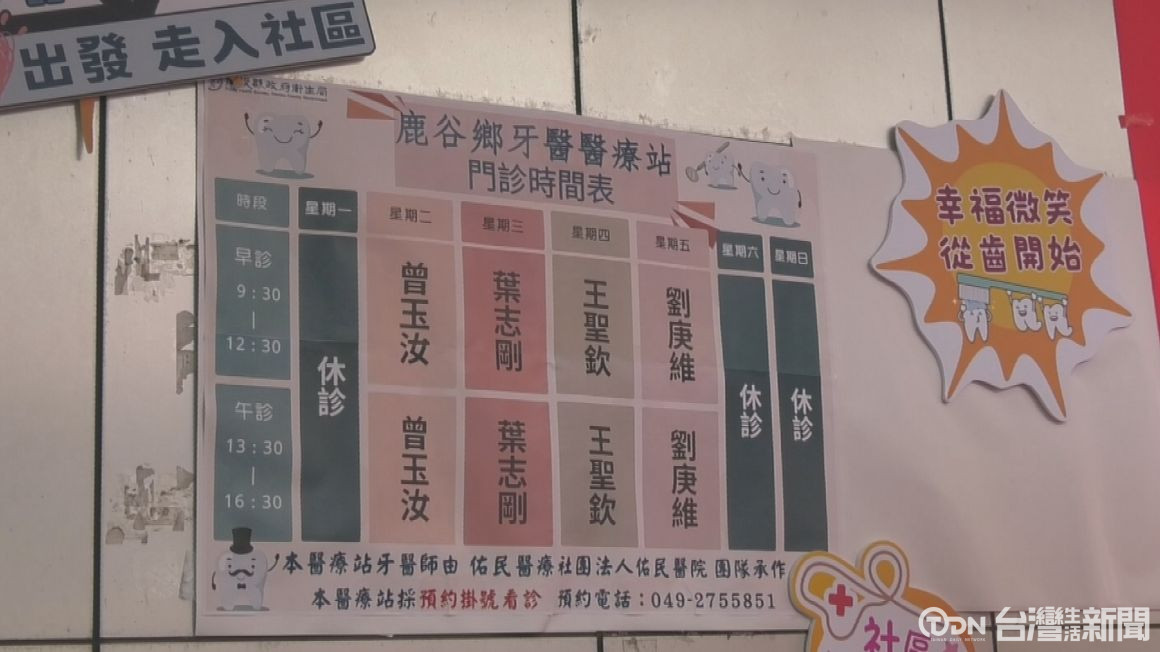 出發 走入社區
鹿谷鄉牙醫醫療站
門診時間表
時段 星期一 星期二 星期三 星期四 星期五 星期六 星期日
早診 9:30 | 12:30 休診 曾玉汝 葉志剛 王聖欽 劉庚維 休診 休診
午診 13:30 | 16:30 曾玉汝 葉志剛 王聖欽 劉庚維
本醫療站牙醫師由 佑民醫療社團法人佑民醫院 團隊承作
本醫療站採預約掛號看診 預約電話:049-2755851
幸福微笑
從齒開始
社區
TDN 台灣生活新聞